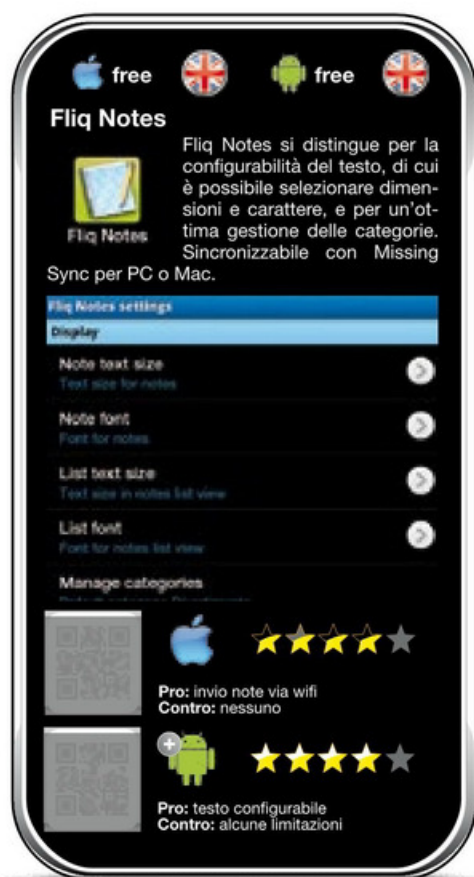 free free
Fliq Notes
Fliq Notes si distingue per la
configurabilità del testo, di cui
è possibile selezionare dimen-
sioni e carattere, e per un'ot-
tima gestione delle categorie.
Sincronizzabile con Missing
Sync per PC o Mac.
Fliq Notes
Fliq Notes settings
Display
Note text size
Text size for notes
Note font
Font for notes
List text size
Text size in notes list view
List font
Font for notes list view
Manage categories
Pro: invio note via wifi
Contro: nessuno
Pro: testo configurabile
Contro: alcune limitazioni